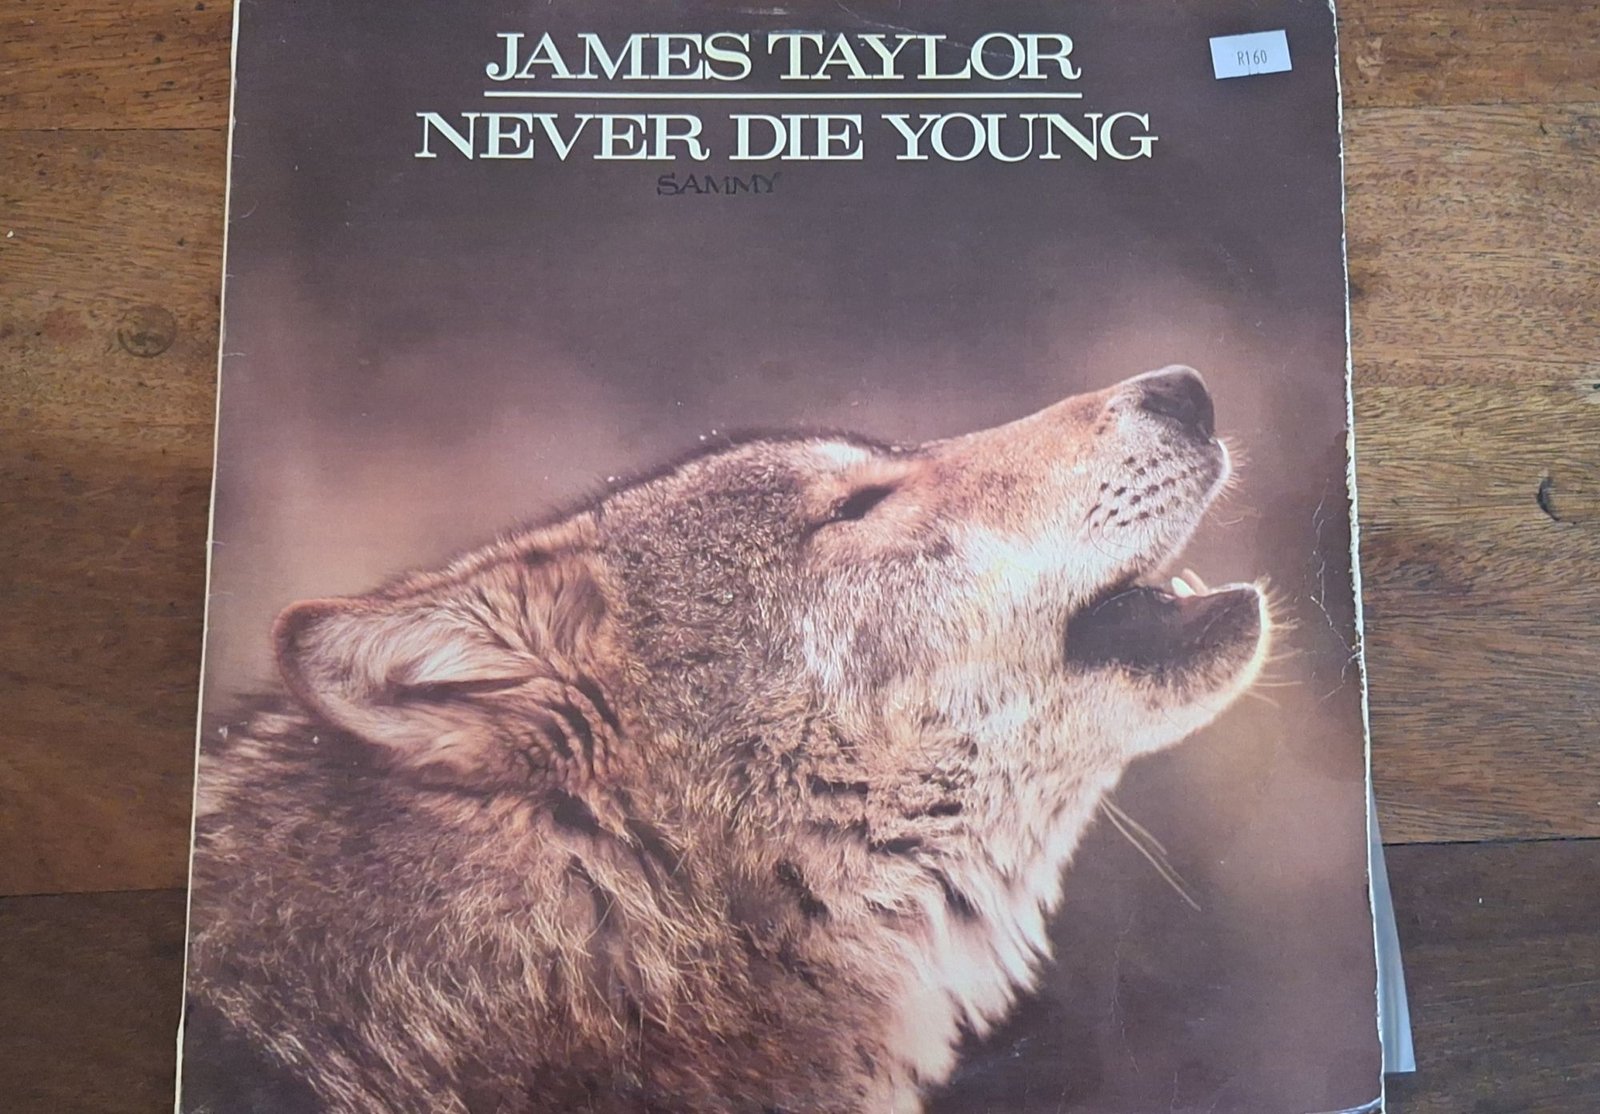 JAMES TAYLOR
R160
NEVER DIE YOUNG
SAMMY